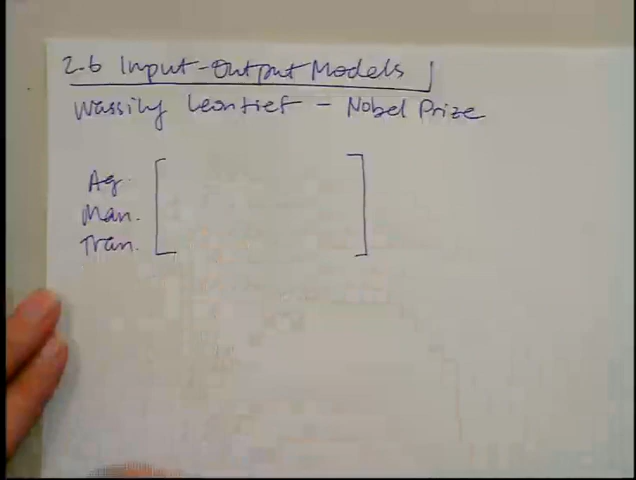 2.6 Input-Output Models
Wassily Leontief - Nobel Prize
Ag.
Man.
Tran.